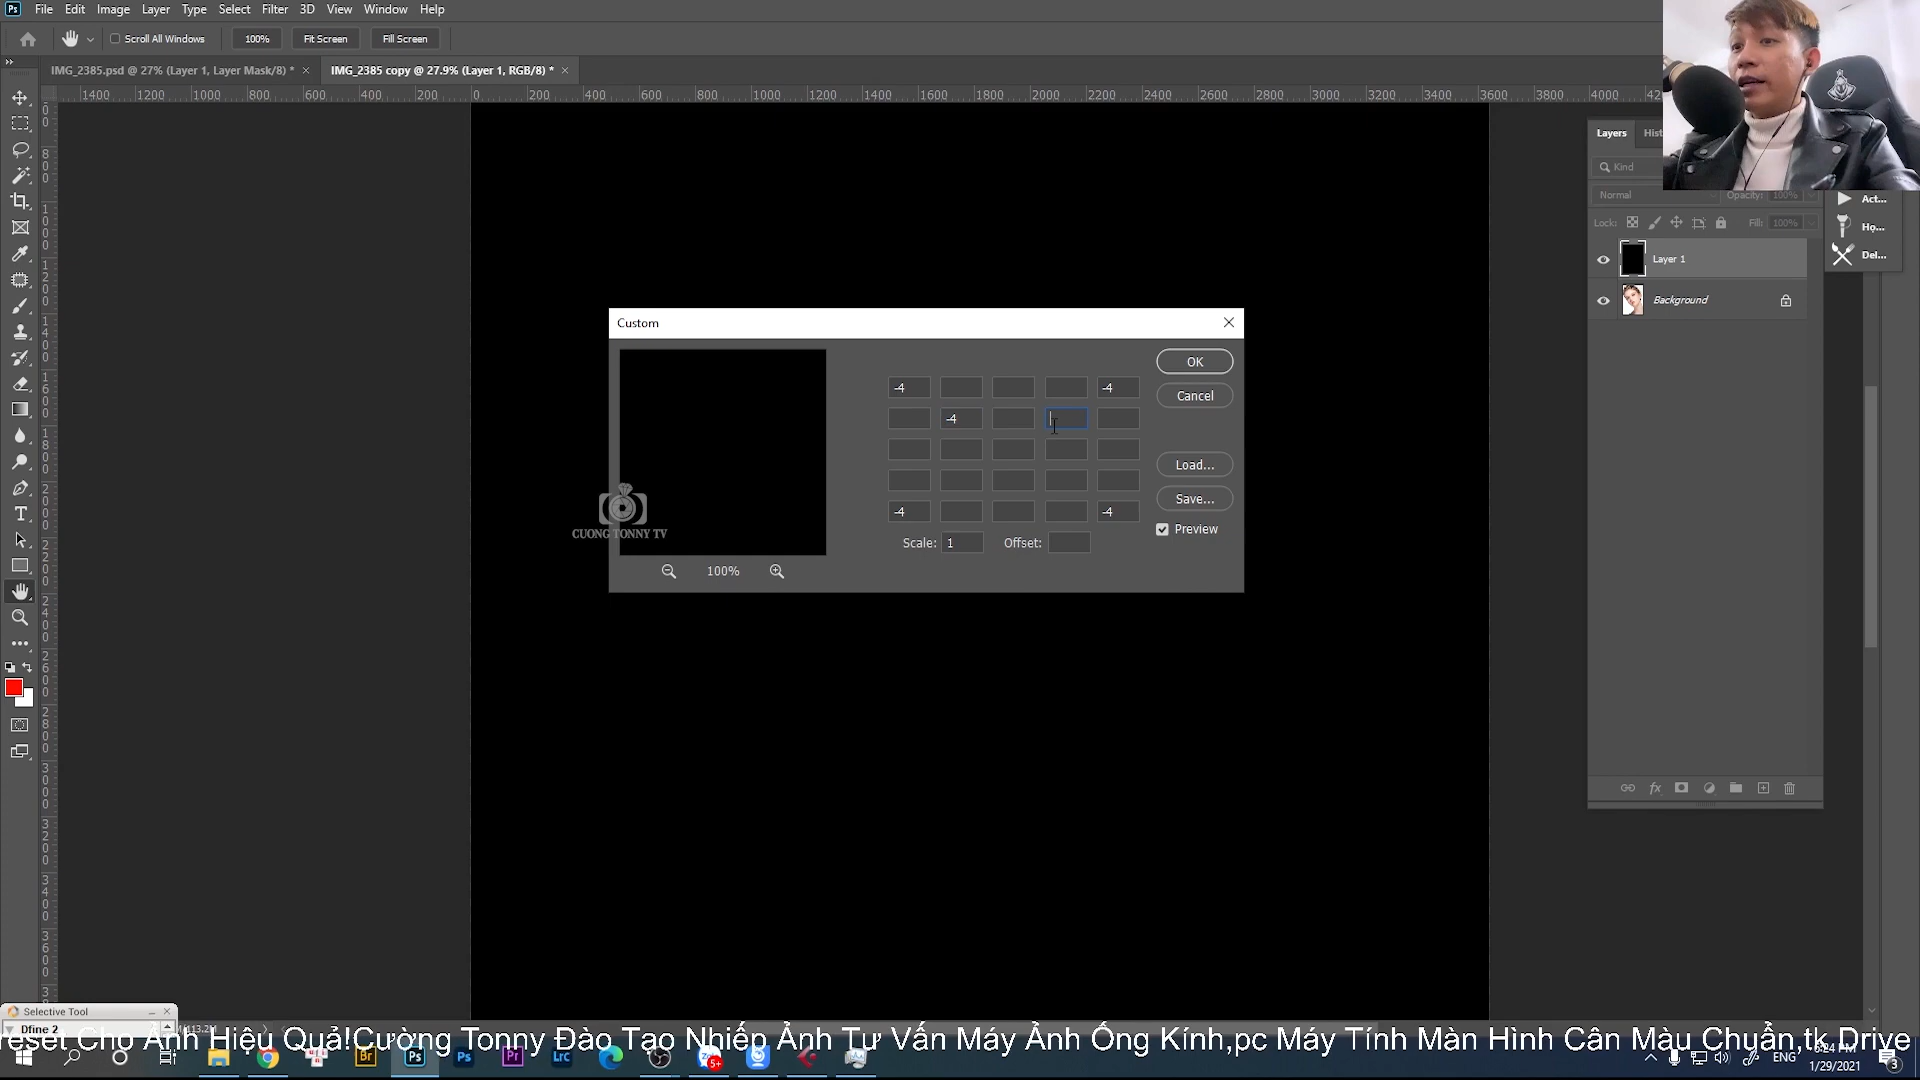 File Edit Image Layer Type Select Filter 3D View Window Help
Scroll All Windows 100% Fit Screen Fill Screen
IMG_2385.psd @ 27% (Layer 1, Layer Mask/8) * × IMG_2385 copy @ 27.9% (Layer 1, RGB/8) * ×
1400 1200 1000 800 600 400 200 0 200 400 600 800 1000 1200 1400 1600 1800 2000 2200 2400 2600 2800 3000 3200 3400 3600 3800 4000
Layers
Kind
Normal Opacity: 100%
Lock: Fill: 100%
Act...
Họ...
Del...
Layer 1
Background
Custom
OK
Cancel
Load...
Save...
Preview
-4 -4
-4
-4 -4
Scale: 1 Offset:
100%
CUONG TONNY TV
Selective Tool
Dfine 2
Cho Ảnh Hiệu Quả!Cường Tonny Đào Tạo Nhiếp Ảnh Tư Vấn Máy Ảnh Ống Kính,pc Máy Tính Màn Hình Cân Màu Chuẩn,tk Drive
ENG
1/29/2021